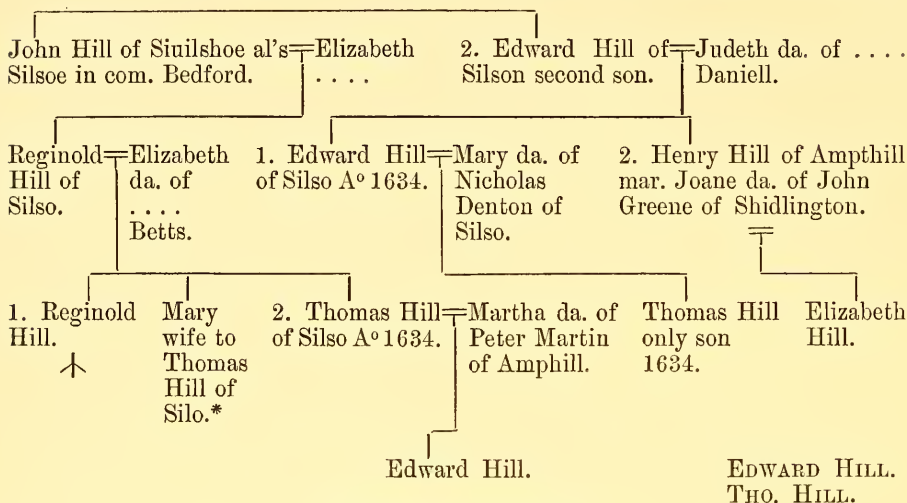 John Hill of Siuilshoe al's
Silsoe in com. Bedford.
Elizabeth
. . . .
2. Edward Hill of
Silson second son.
Judeth da. of . . . .
Daniell.
Reginold
Hill of
Silso.
Elizabeth
da. of
. . . .
Betts.
1. Edward Hill
of Silso Aº 1634.
Mary da. of
Nicholas
Denton of
Silso.
2. Henry Hill of Ampthill
mar. Joane da. of John
Greene of Shidlington.
1. Reginold
Hill.
Mary
wife to
Thomas
Hill of
Silo.*
2. Thomas Hill
of Silso Aº 1634.
Martha da. of
Peter Martin
of Amphill.
Thomas Hill
only son
1634.
Elizabeth
Hill.
Edward Hill.
EDWARD HILL.
THO. HILL.